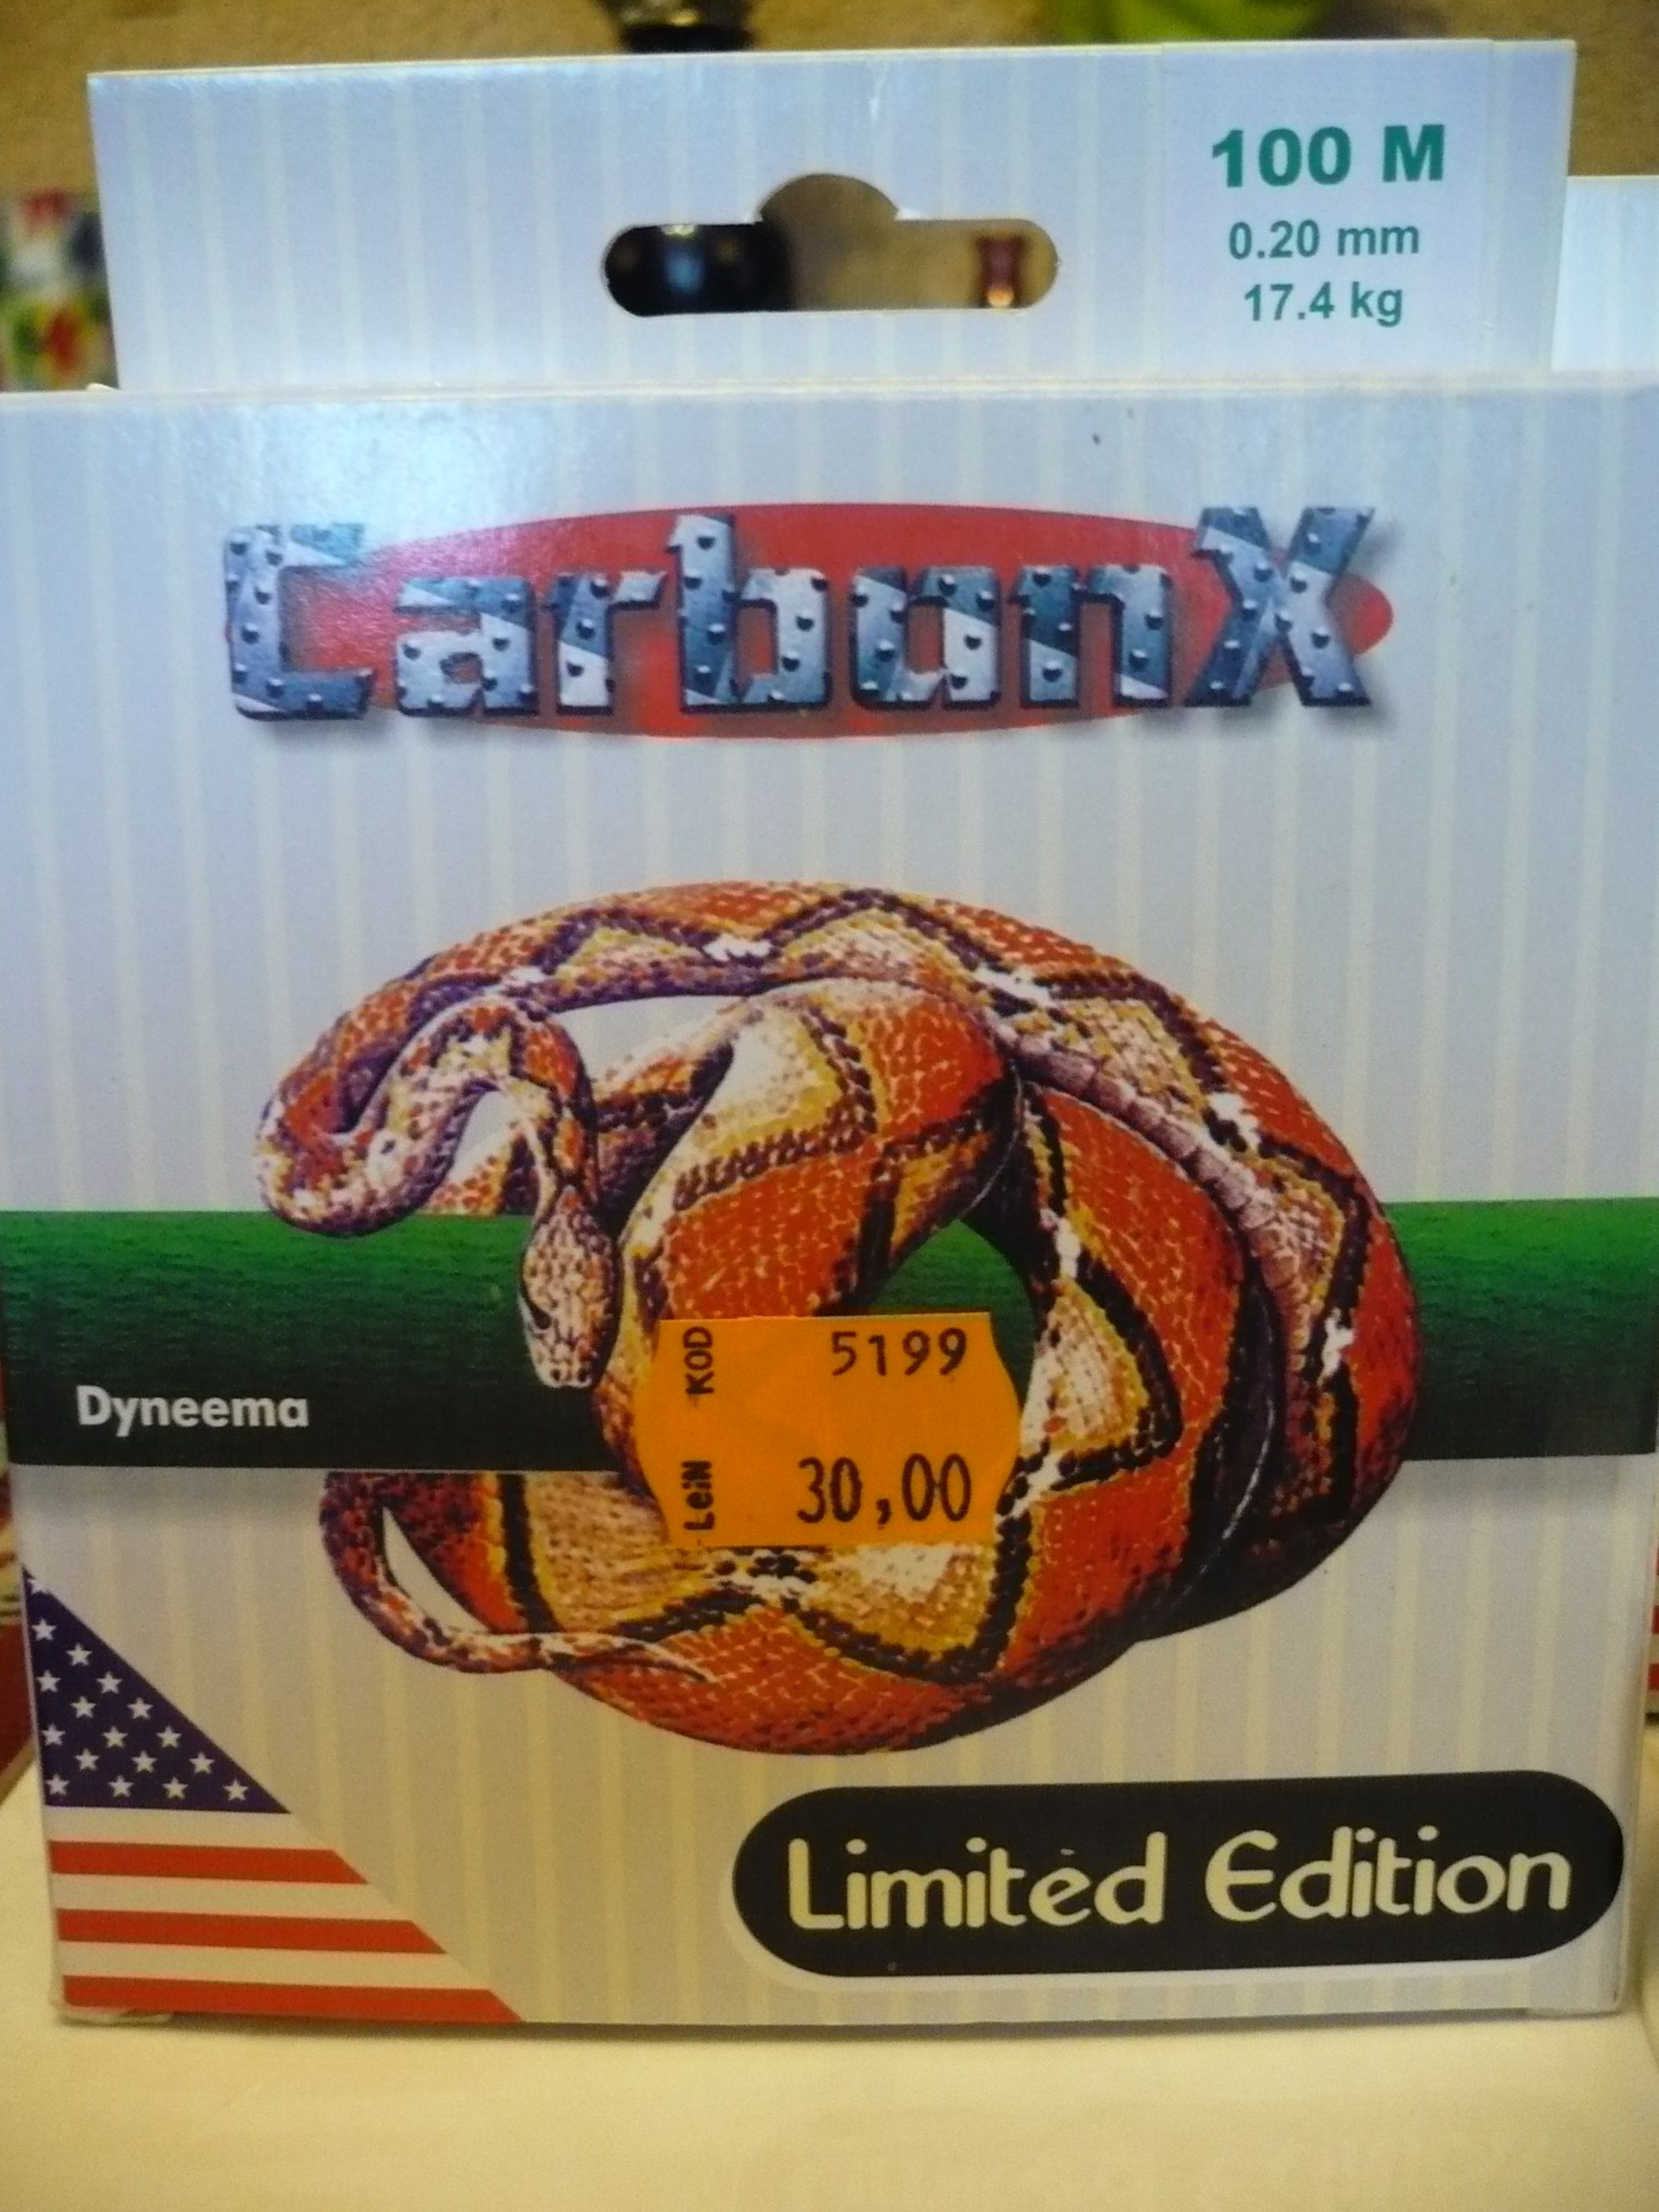 100 M
0.20 mm
17.4 kg
CarbonX
Dyneema
KOD 5199
LeiN 30,00
Limited Edition